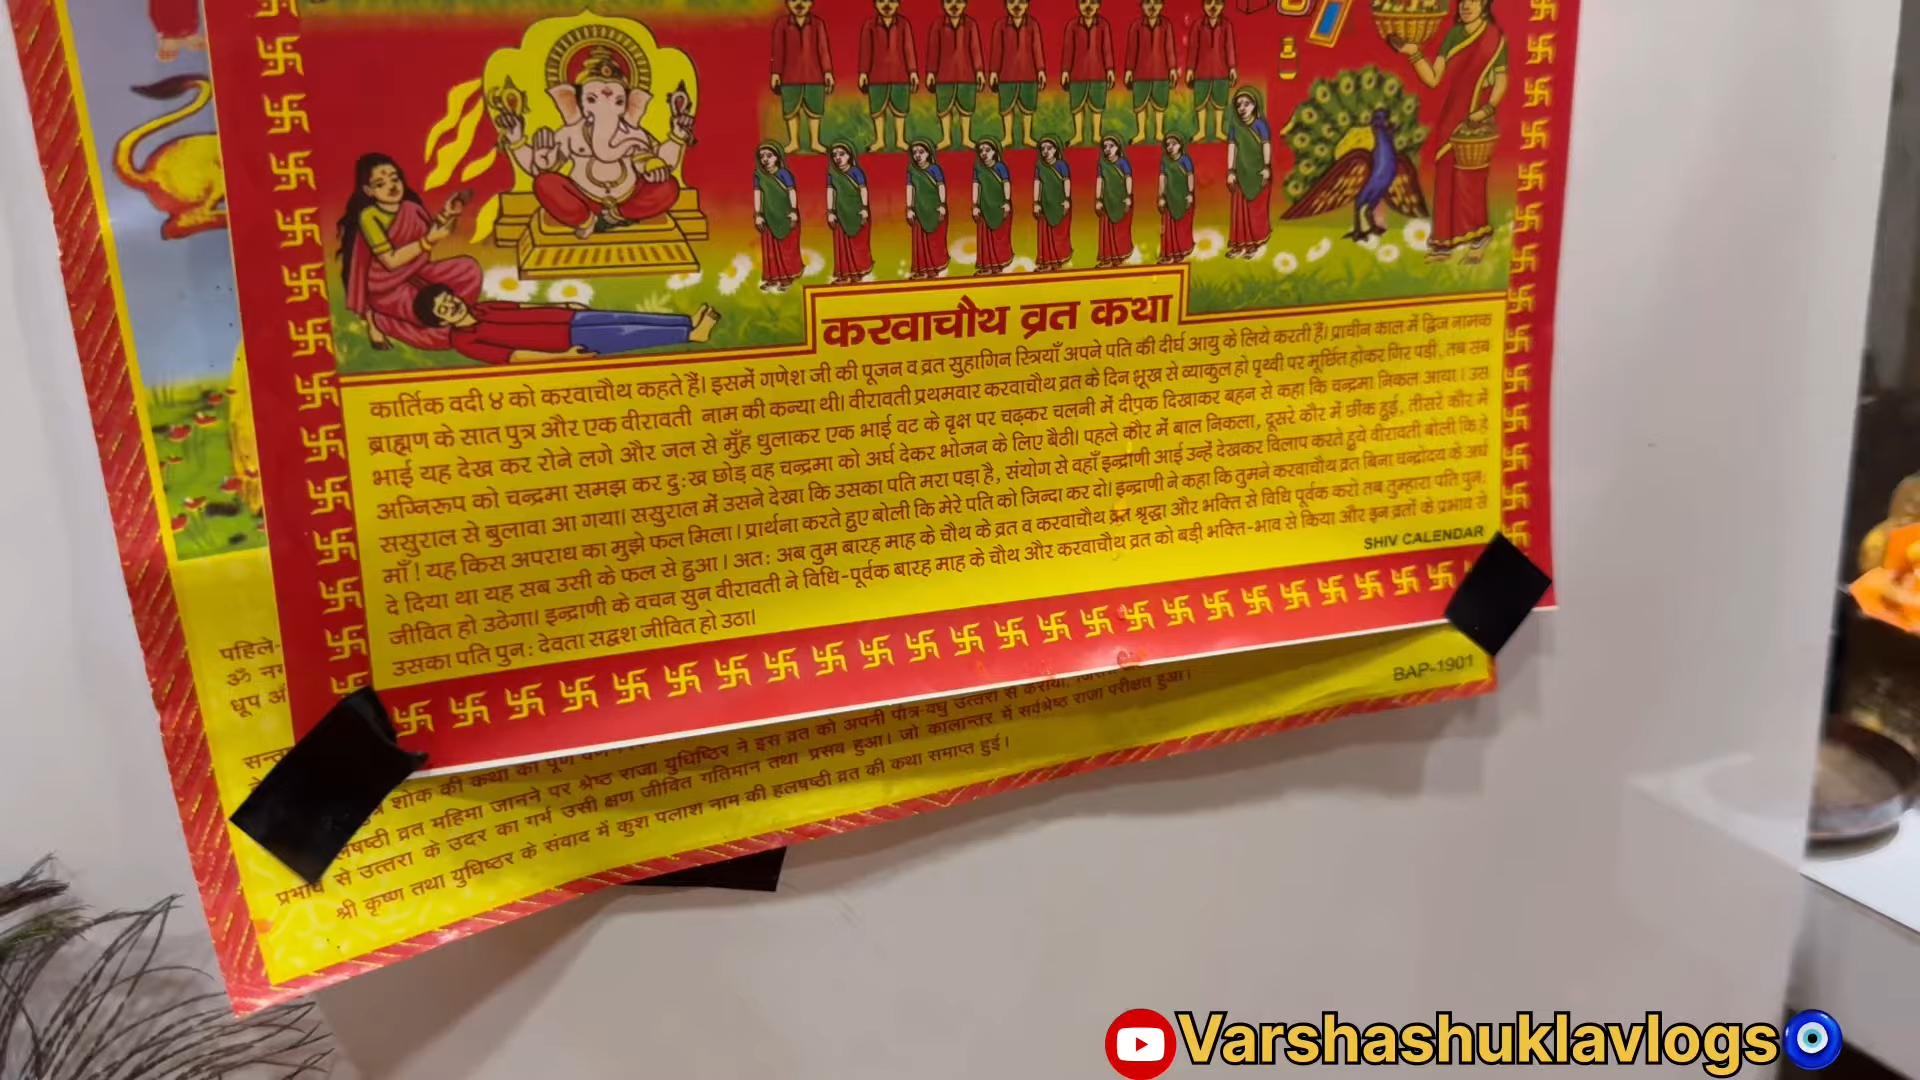 करवाचौथ व्रत कथा
कार्तिक वदी ४ को करवाचौथ कहते हैं। इसमें गणेश जी की पूजन व व्रत सुहागिन स्त्रियाँ अपने पति की दीर्घ आयु के लिये करती हैं। प्राचीन काल में द्विज नामक
ब्राह्मण के सात पुत्र और एक वीरावती नाम की कन्या थी। वीरावती प्रथमवार करवाचौथ व्रत के दिन भूख से व्याकुल हो पृथ्वी पर मूर्छित होकर गिर पड़ी, तब सब
भाई यह देख कर रोने लगे और जल से मुँह धुलाकर एक भाई वट के वृक्ष पर चढ़कर चलनी में दीपक दिखाकर बहन से कहा कि चन्द्रमा निकल आया। उस
अग्निरूप को चन्द्रमा समझ कर दुःख छोड़ वह चन्द्रमा को अर्घ देकर भोजन के लिए बैठी। पहले कौर में बाल निकला, दूसरे कौर में छींक हुई, तीसरे कौर में
ससुराल से बुलावा आ गया। ससुराल में उसने देखा कि उसका पति मरा पड़ा है, संयोग से वहाँ इन्द्राणी आई उन्हें देखकर विलाप करते हुये वीरावती बोली कि हे
माँ ! यह किस अपराध का मुझे फल मिला। प्रार्थना करते हुए बोली कि मेरे पति को जिन्दा कर दो। इन्द्राणी ने कहा कि तुमने करवाचौथ व्रत बिना चन्द्रोदय के अर्घ
दे दिया था यह सब उसी के फल से हुआ। अतः अब तुम बारह माह के चौथ के व्रत व करवाचौथ व्रत श्रृद्धा और भक्ति से विधि पूर्वक करो तब तुम्हारा पति पुनः
जीवित हो उठेगा। इन्द्राणी के वचन सुन वीरावती ने विधि-पूर्वक बारह माह के चौथ और करवाचौथ व्रत को बड़ी भक्ति-भाव से किया और इन व्रतों के प्रभाव से
उसका पति पुनः देवता सद्वश जीवित हो उठा।
SHIV CALENDAR
BAP-1901
पहिले-
ॐ
धूप
शोक की कथा का पूर्ण
व्रत महिमा जानने पर श्रेष्ठ राजा युधिष्ठिर ने इस व्रत को अपनी पौत्र-वधु उत्त्तरा से कराया,
प्रभाव से उत्त्तरा के उदर का गर्भ उसी क्षण जीवित गतिमान तथा प्रसव हुआ। जो कालान्तर में सर्वश्रेष्ठ राजा परीक्षत हुआ।
श्री कृष्ण तथा युधिष्ठर के संवाद में कुश पलाश नाम की हलषष्ठी व्रत की कथा समाप्त हुई।
Varshashuklavlogs